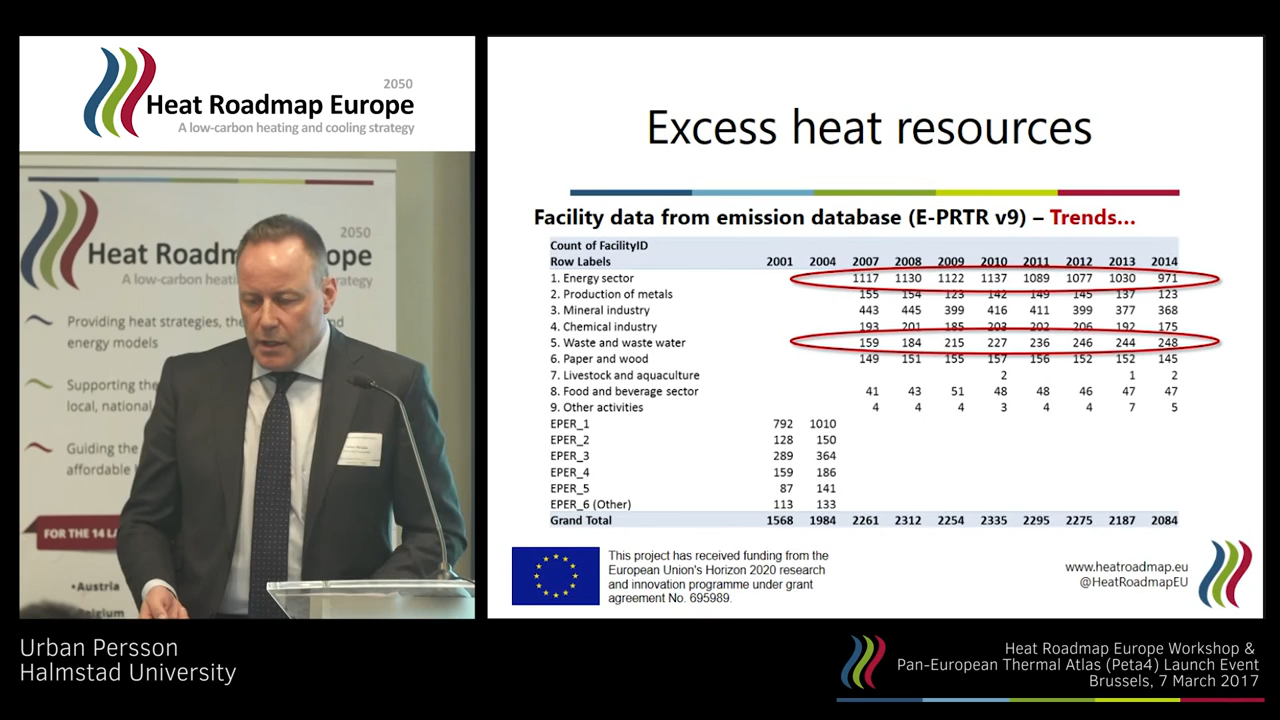 2050
Heat Roadmap Europe
A low-carbon heating and cooling strategy
2050
Heat Roadmap Europe
A low-carbon heating and cooling strategy
Providing heat strategies, the and
energy models
Supporting the
local, national
Guiding the
affordable
FOR THE 14 LA
•Austria
Belgium
Excess heat resources
Facility data from emission database (E-PRTR v9) – Trends...
Count of FacilityID
Row Labels 2001 2004 2007 2008 2009 2010 2011 2012 2013 2014
1. Energy sector 1117 1130 1122 1137 1089 1077 1030 971
2. Production of metals 155 154 123 142 149 145 137 123
3. Mineral industry 443 445 399 416 411 399 377 368
4. Chemical industry 193 201 185 203 202 206 192 175
5. Waste and waste water 159 184 215 227 236 246 244 248
6. Paper and wood 149 151 155 157 156 152 152 145
7. Livestock and aquaculture 2 1 2
8. Food and beverage sector 41 43 51 48 48 46 47 47
9. Other activities 4 4 4 3 4 4 7 5
EPER_1 792 1010
EPER_2 128 150
EPER_3 289 364
EPER_4 159 186
EPER_5 87 141
EPER_6 (Other) 113 133
Grand Total 1568 1984 2261 2312 2254 2335 2295 2275 2187 2084
This project has received funding from the
European Union's Horizon 2020 research
and innovation programme under grant
agreement No. 695989.
www.heatroadmap.eu
@HeatRoadmapEU
Urban Persson
Halmstad University
Heat Roadmap Europe Workshop &
Pan-European Thermal Atlas (Peta4) Launch Event
Brussels, 7 March 2017